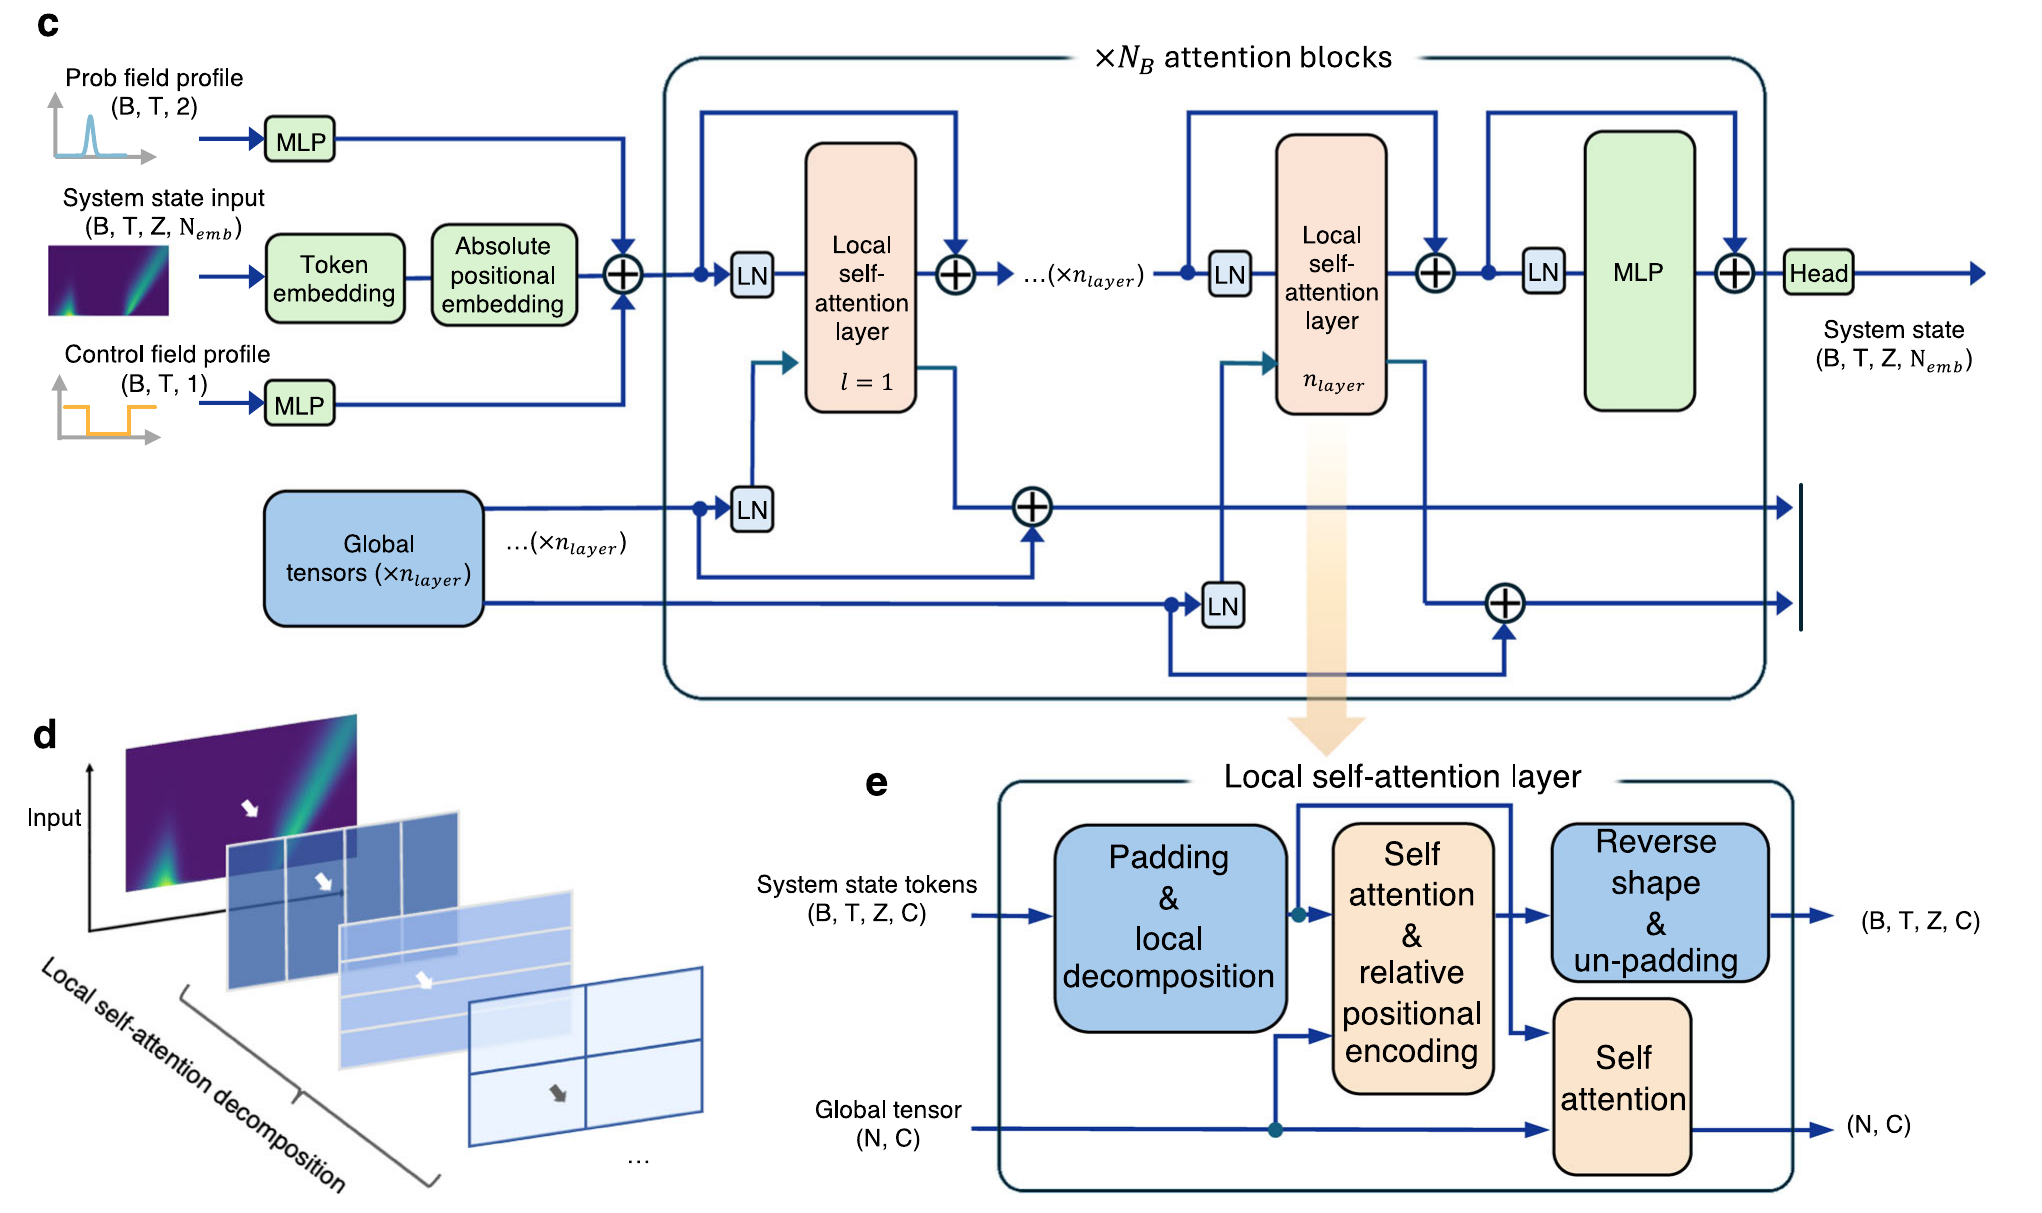 c
×N_B attention blocks
Prob field profile
(B, T, 2)
MLP
System state input
(B, T, Z, N_emb)
Token
embedding
Absolute
positional
embedding
Control field profile
(B, T, 1)
MLP
LN
Local
self-
attention
layer
l = 1
...(×n_layer)
LN
Local
self-
attention
layer
n_layer
LN
MLP
Head
System state
(B, T, Z, N_emb)
Global
tensors (×n_layer)
...(×n_layer)
LN
LN
d
Input
Local self-attention decomposition
...
e
Local self-attention layer
System state tokens
(B, T, Z, C)
Padding
&
local
decomposition
Self
attention
&
relative
positional
encoding
Reverse
shape
&
un-padding
(B, T, Z, C)
Global tensor
(N, C)
Self
attention
(N, C)